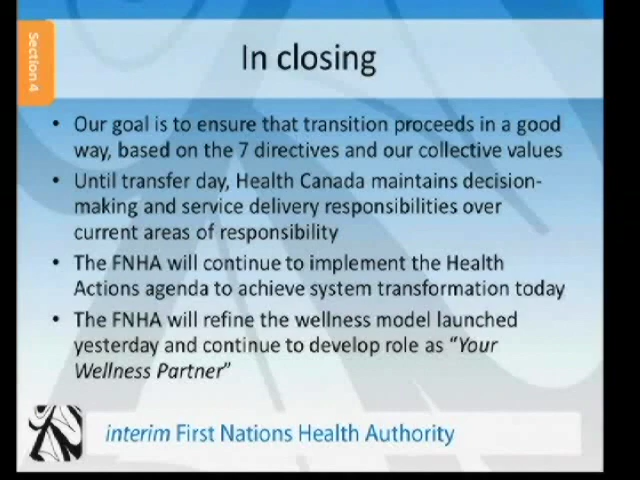 Section 4
In closing
• Our goal is to ensure that transition proceeds in a good
way, based on the 7 directives and our collective values
• Until transfer day, Health Canada maintains decision-
making and service delivery responsibilities over
current areas of responsibility
• The FNHA will continue to implement the Health
Actions agenda to achieve system transformation today
• The FNHA will refine the wellness model launched
yesterday and continue to develop role as “Your
Wellness Partner”
interim First Nations Health Authority